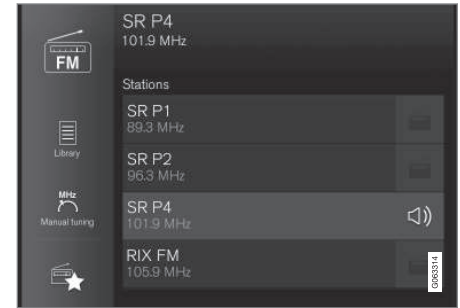 FM
SR P4
101.9 MHz
Stations
SR P1
89.3 MHz
SR P2
96.3 MHz
SR P4
101.9 MHz
RIX FM
105.9 MHz
Library
MHz
Manual tuning
G063314